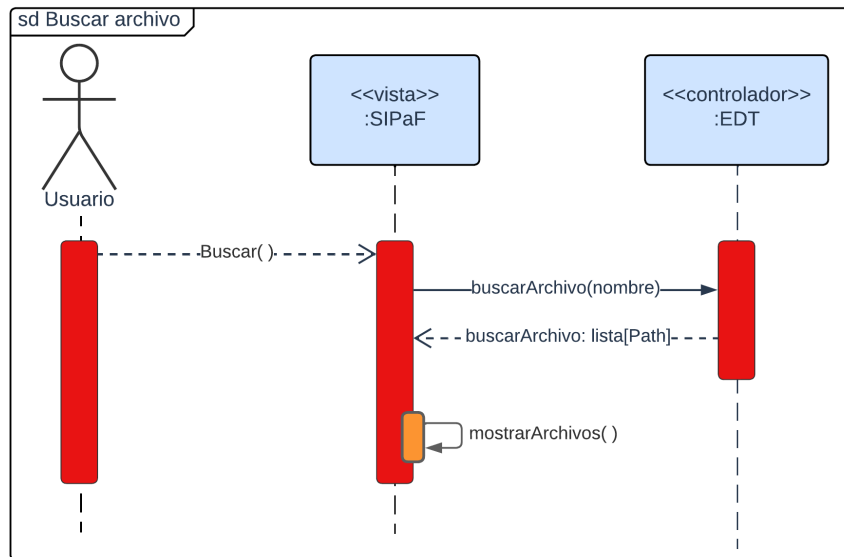 sd Buscar archivo
<<vista>>
:SIPaF
<<controlador>>
:EDT
Usuario
Buscar( )
buscarArchivo(nombre)
buscarArchivo: lista[Path]
mostrarArchivos( )